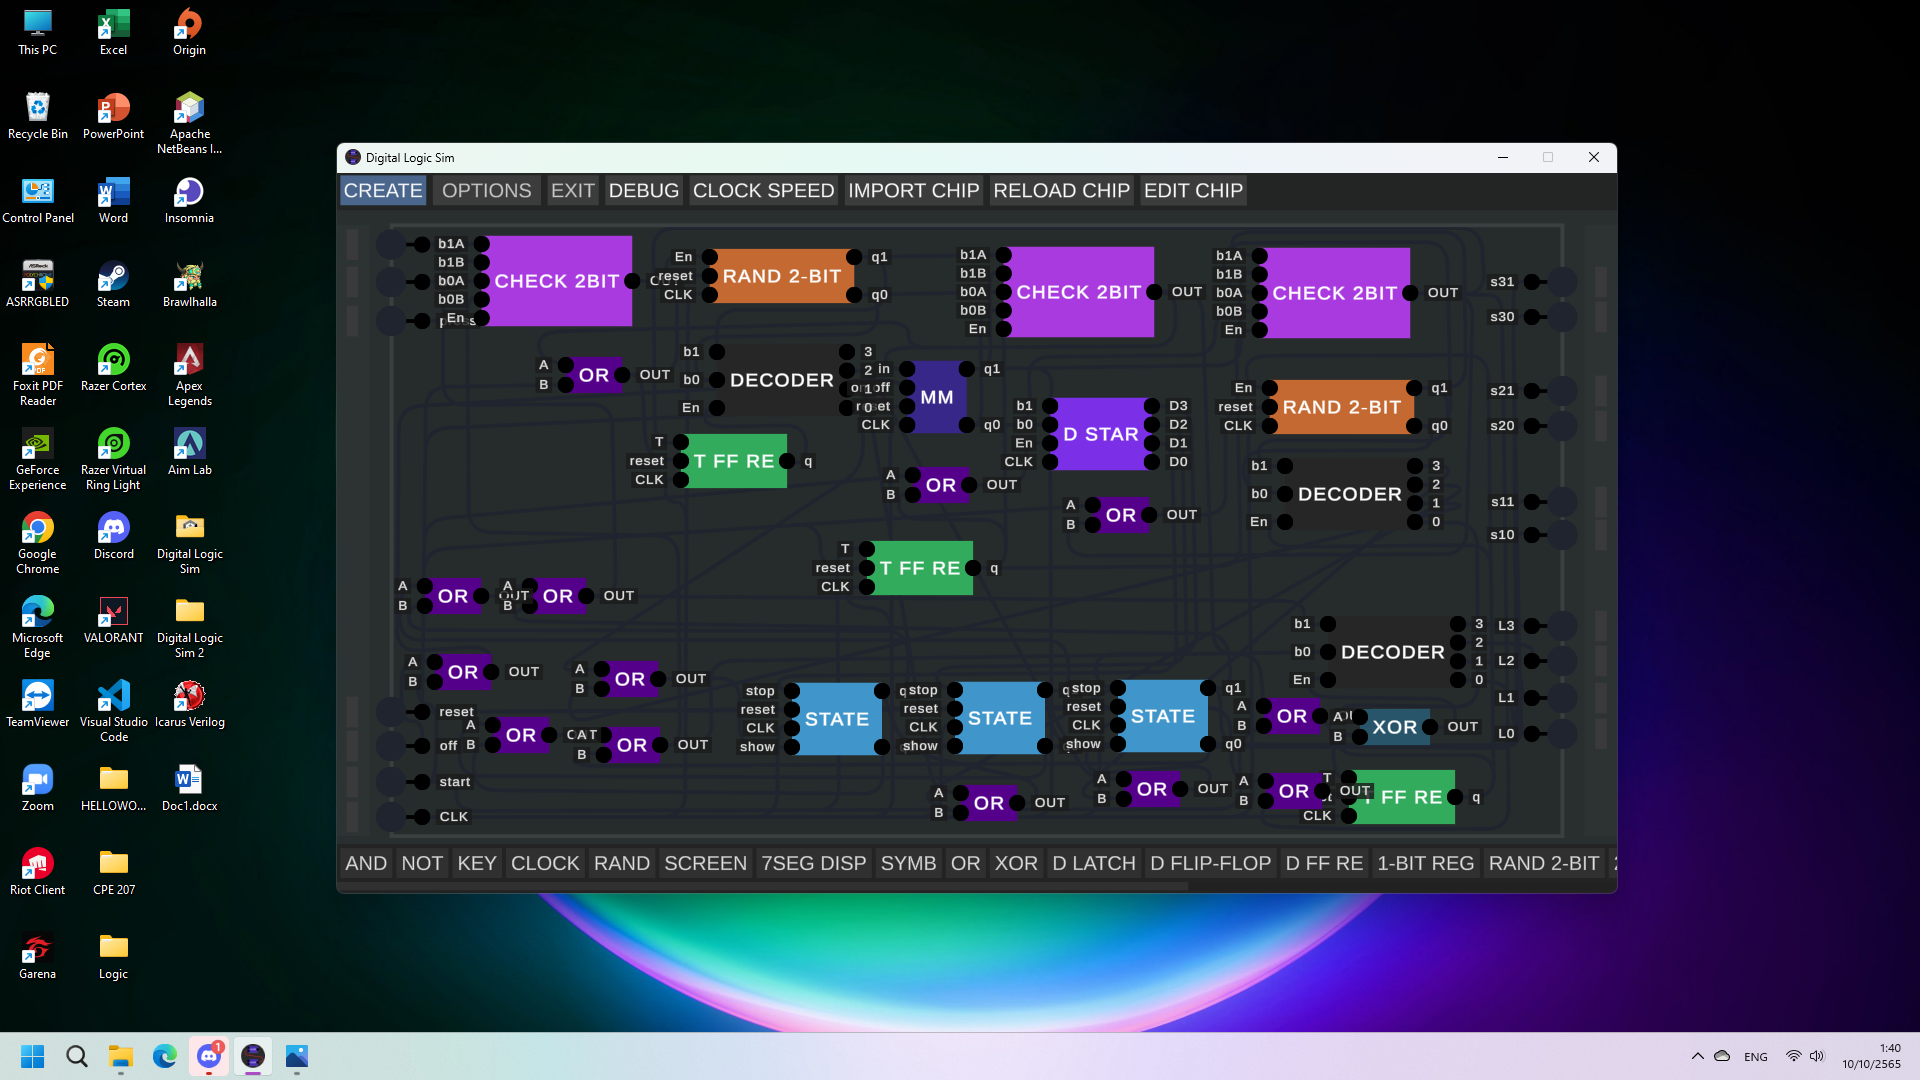 This PC
Excel
Origin
Recycle Bin
PowerPoint
Apache
NetBeans I...
Control Panel
Word
Insomnia
ASRRGBLED
Steam
Brawlhalla
Foxit PDF
Reader
Razer Cortex
Apex
Legends
GeForce
Experience
Razer Virtual
Ring Light
Aim Lab
Google
Chrome
Discord
Digital Logic
Sim
Microsoft
Edge
VALORANT
Digital Logic
Sim 2
TeamViewer
Visual Studio
Code
Icarus Verilog
Zoom
HELLOWO...
Doc1.docx
Riot Client
CPE 207
Garena
Logic
Digital Logic Sim
CREATE
OPTIONS
EXIT
DEBUG
CLOCK SPEED
IMPORT CHIP
RELOAD CHIP
EDIT CHIP
b1A
b1B
b0A
b0B
En
CHECK 2BIT
En
reset
CLK
RAND 2-BIT
q1
q0
b1A
b1B
b0A
b0B
En
CHECK 2BIT
OUT
b1A
b1B
b0A
b0B
En
CHECK 2BIT
OUT
s31
s30
A
B
OR
OUT
b1
b0
En
DECODER
3
2
1
0
in
CLK
MM
q1
q0
b1
b0
En
CLK
D STAR
D3
D2
D1
D0
En
reset
CLK
RAND 2-BIT
q1
q0
s21
s20
T
reset
CLK
T FF RE
q
A
B
OR
OUT
A
B
OR
OUT
b1
b0
En
DECODER
3
2
1
0
s11
s10
T
reset
CLK
T FF RE
q
A
B
OR
A
B
OR
OUT
b1
b0
En
DECODER
3
2
1
0
L3
L2
L1
L0
A
B
OR
OUT
A
B
OR
OUT
reset
off
start
CLK
A
B
OR
A
B
OR
OUT
stop
reset
CLK
show
STATE
stop
reset
CLK
show
STATE
stop
reset
CLK
show
STATE
q1
q0
A
B
OR
A
B
XOR
OUT
A
B
OR
OUT
A
B
OR
OUT
A
B
OR
OUT
T
CLK
FF RE
q
AND
NOT
KEY
CLOCK
RAND
SCREEN
7SEG DISP
SYMB
OR
XOR
D LATCH
D FLIP-FLOP
D FF RE
1-BIT REG
RAND 2-BIT
1
ENG
1:40
10/10/2565